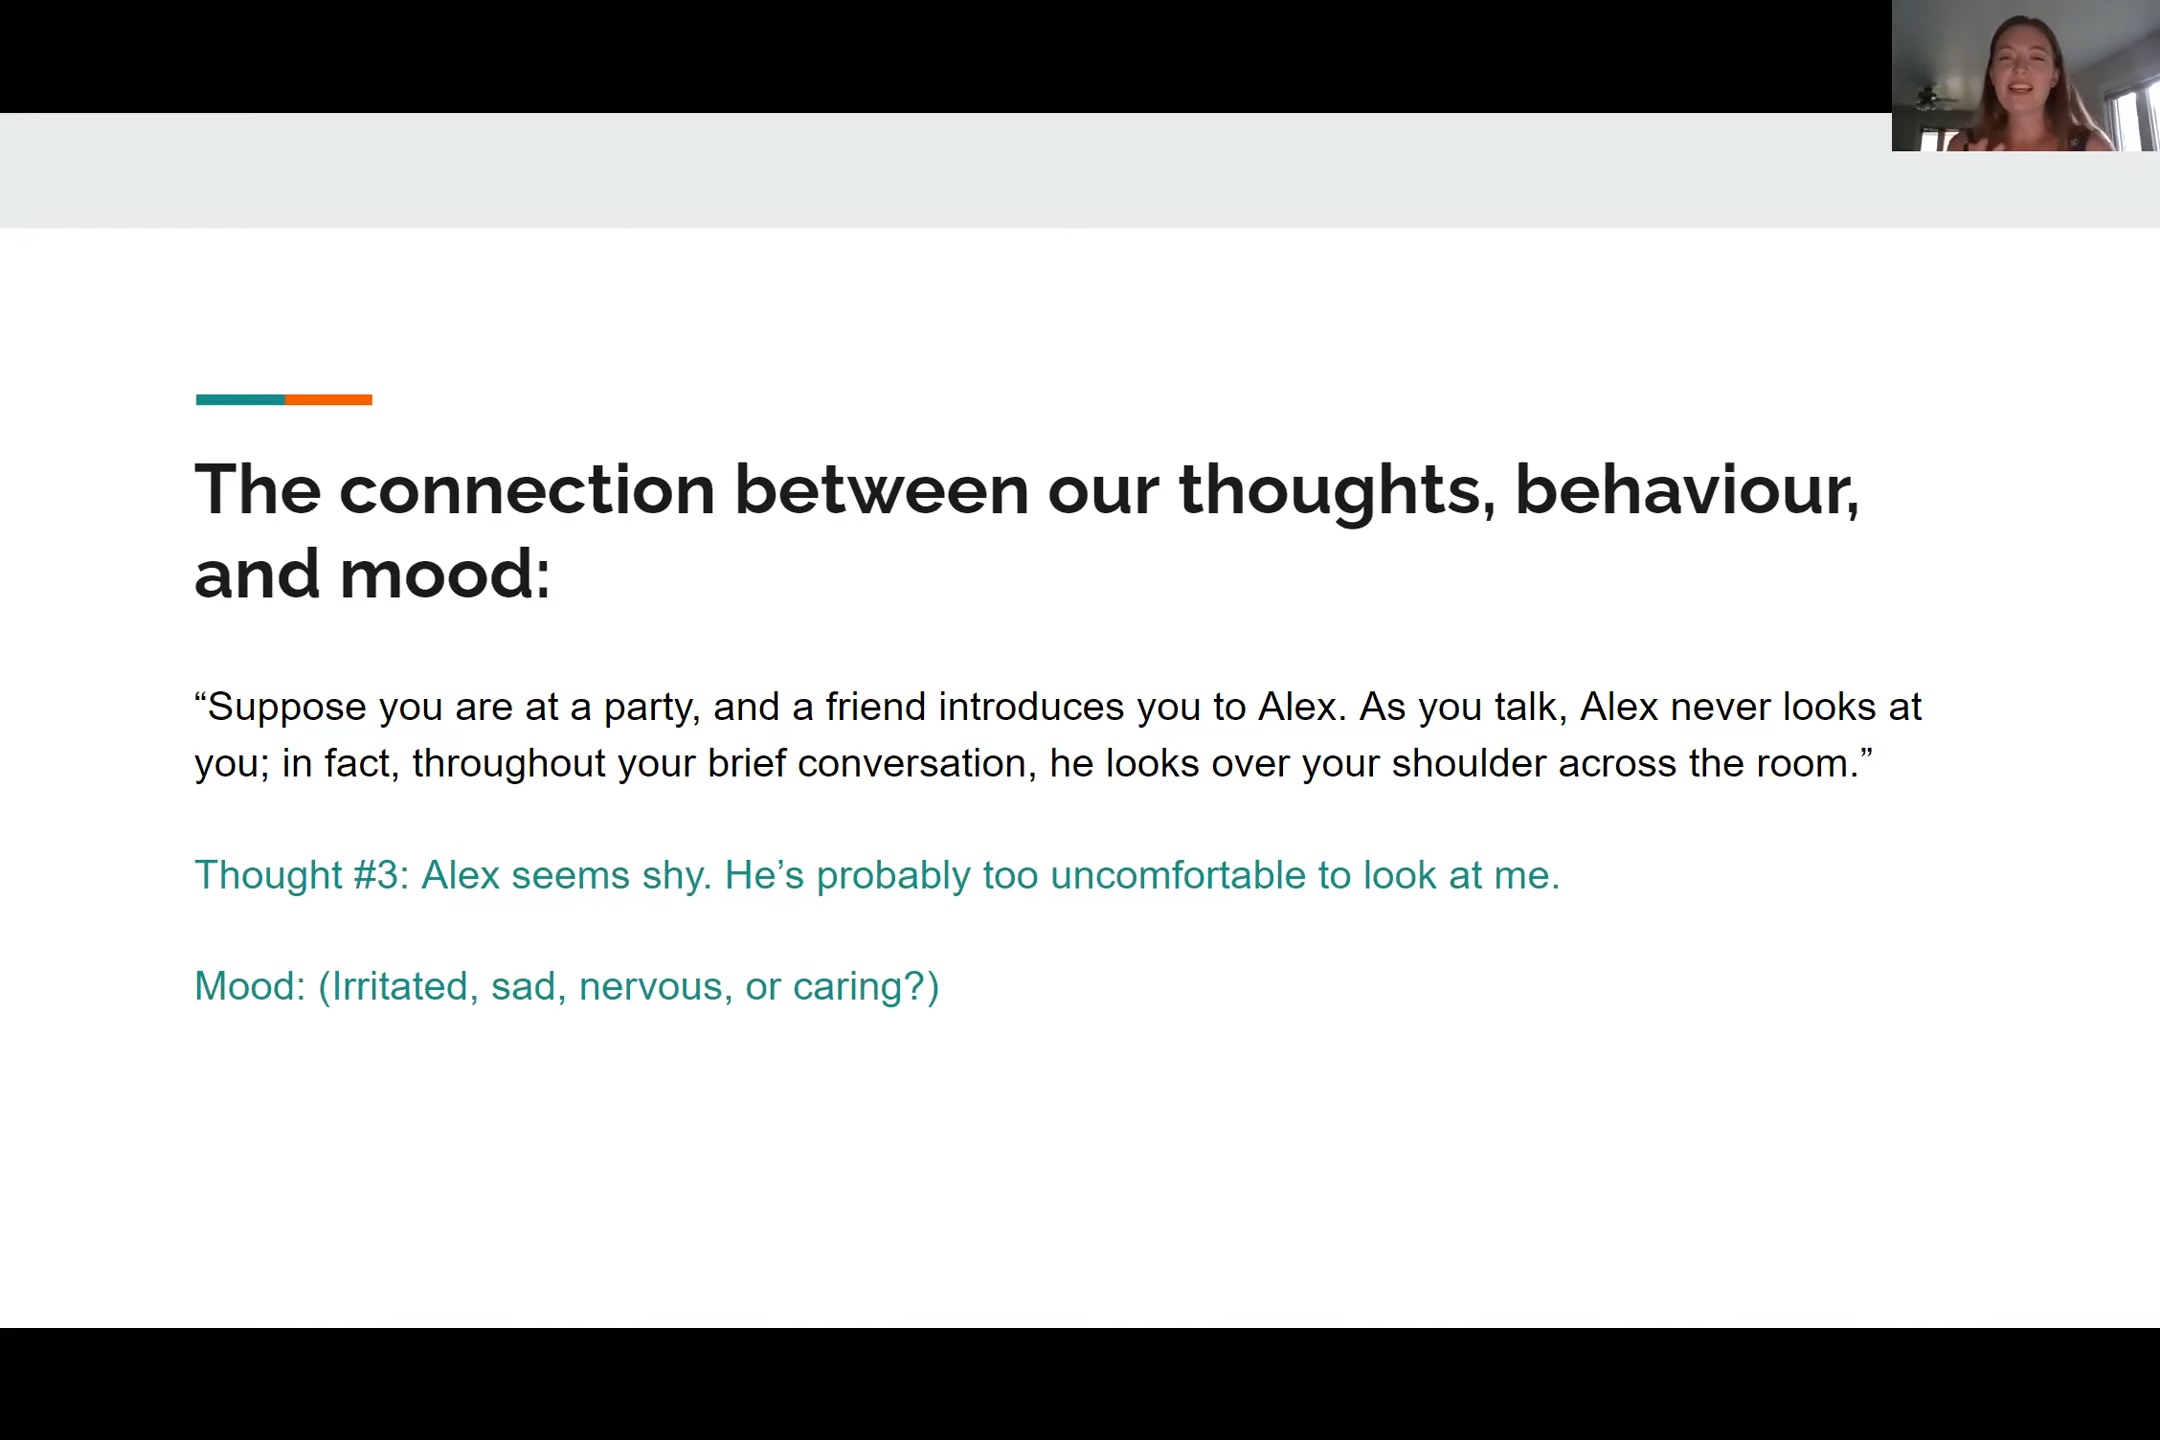 The connection between our thoughts, behaviour,
and mood:
“Suppose you are at a party, and a friend introduces you to Alex. As you talk, Alex never looks at
you; in fact, throughout your brief conversation, he looks over your shoulder across the room.”
Thought #3: Alex seems shy. He’s probably too uncomfortable to look at me.
Mood: (Irritated, sad, nervous, or caring?)